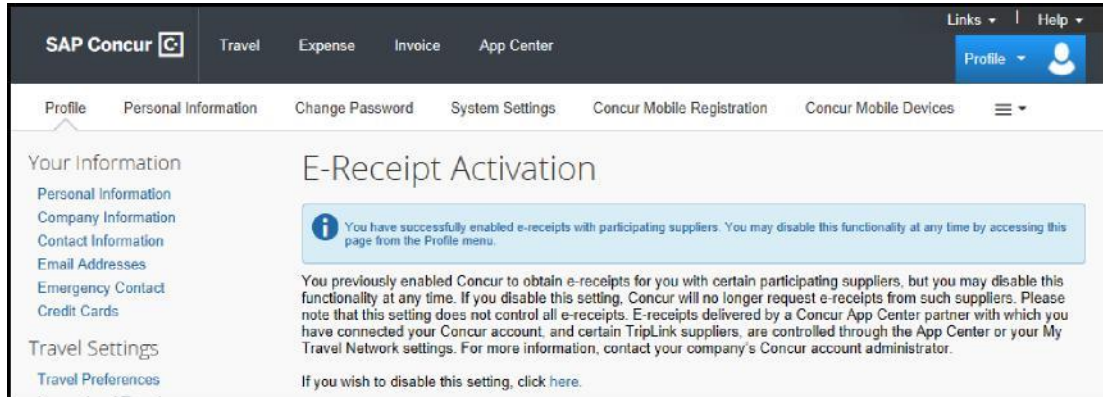 Links Help
SAP Concur C Travel Expense Invoice App Center
Profile
Profile Personal Information Change Password System Settings Concur Mobile Registration Concur Mobile Devices
Your Information
Personal Information
Company Information
Contact Information
Email Addresses
Emergency Contact
Credit Cards
Travel Settings
Travel Preferences
E-Receipt Activation
You have successfully enabled e-receipts with participating suppliers. You may disable this functionality at any time by accessing this
page from the Profile menu.
You previously enabled Concur to obtain e-receipts for you with certain participating suppliers, but you may disable this
functionality at any time. If you disable this setting, Concur will no longer request e-receipts from such suppliers. Please
note that this setting does not control all e-receipts. E-receipts delivered by a Concur App Center partner with which you
have connected your Concur account, and certain TripLink suppliers, are controlled through the App Center or your My
Travel Network settings. For more information, contact your company's Concur account administrator.
If you wish to disable this setting, click here.